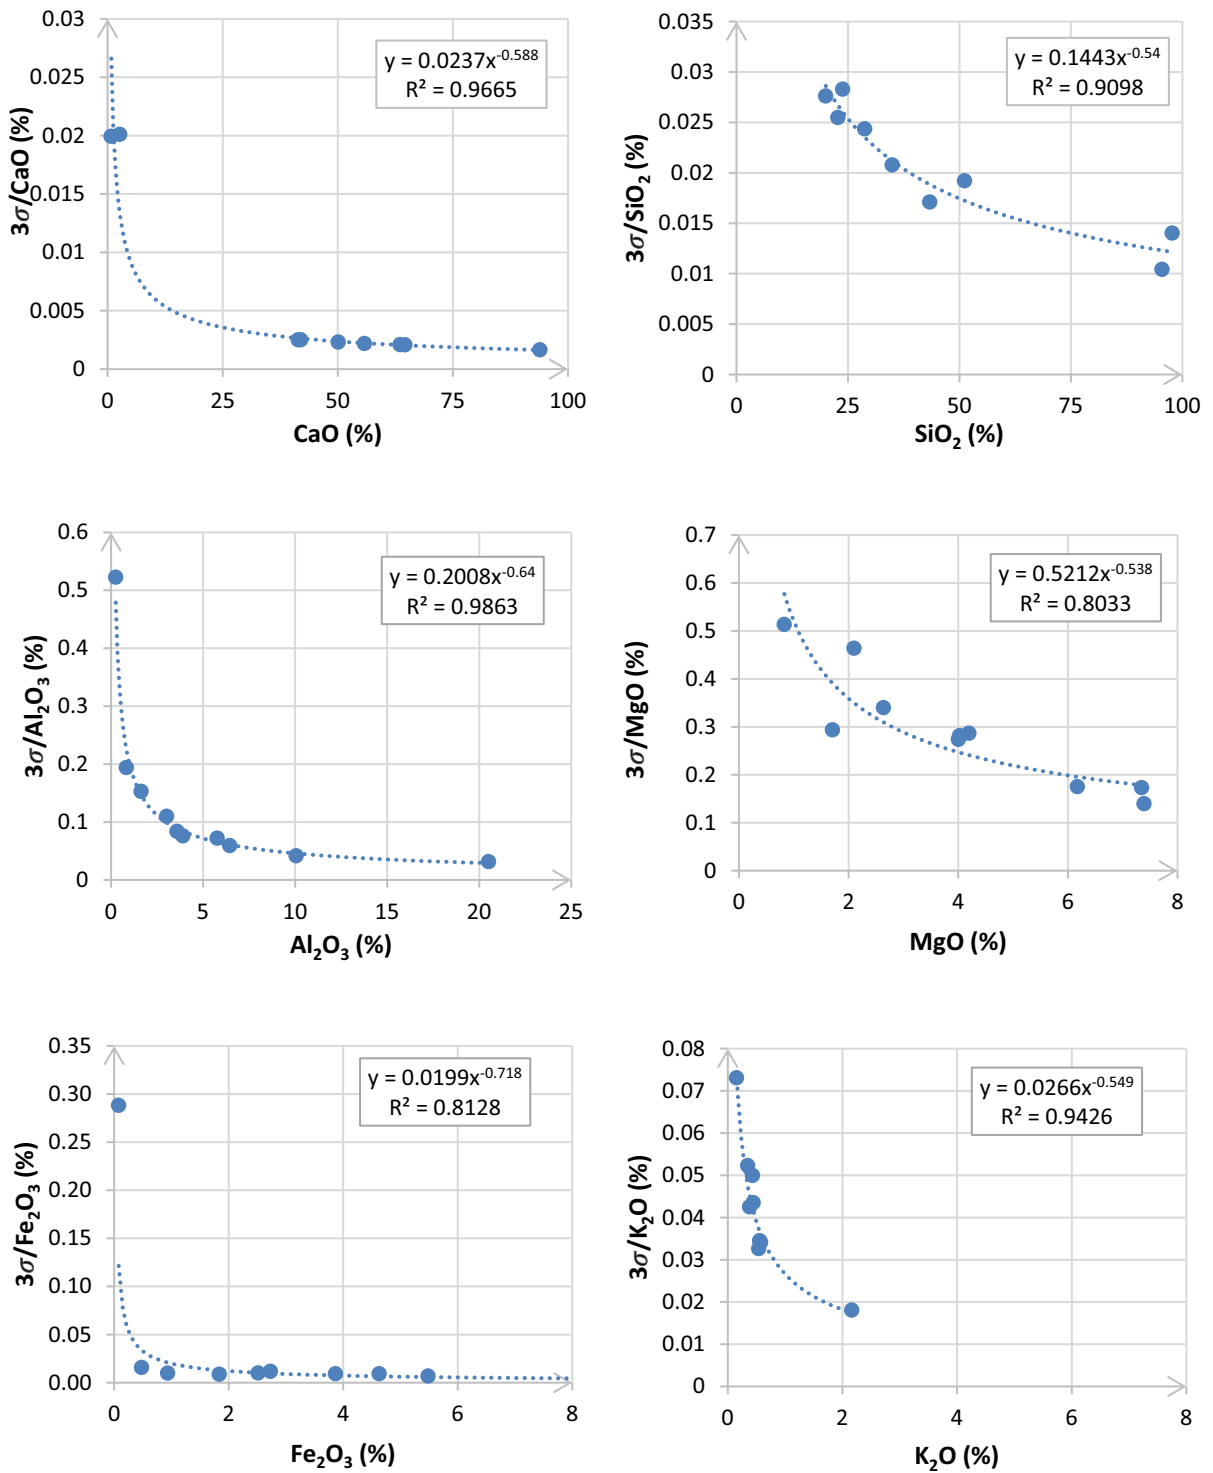 0.03
0.025
0.02
0.015
0.01
0.005
0
3σ/CaO (%)
y = 0.0237x^-0.588
R² = 0.9665
0 25 50 75 100
CaO (%)
0.035
0.03
0.025
0.02
0.015
0.01
0.005
0
3σ/SiO₂ (%)
y = 0.1443x^-0.54
R² = 0.9098
0 25 50 75 100
SiO₂ (%)
0.6
0.5
0.4
0.3
0.2
0.1
0
3σ/Al₂O₃ (%)
y = 0.2008x^-0.64
R² = 0.9863
0 5 10 15 20 25
Al₂O₃ (%)
0.7
0.6
0.5
0.4
0.3
0.2
0.1
0
3σ/MgO (%)
y = 0.5212x^-0.538
R² = 0.8033
0 2 4 6 8
MgO (%)
0.35
0.30
0.25
0.20
0.15
0.10
0.05
0.00
3σ/Fe₂O₃ (%)
y = 0.0199x^-0.718
R² = 0.8128
0 2 4 6 8
Fe₂O₃ (%)
0.08
0.07
0.06
0.05
0.04
0.03
0.02
0.01
0
3σ/K₂O (%)
y = 0.0266x^-0.549
R² = 0.9426
0 2 4 6 8
K₂O (%)